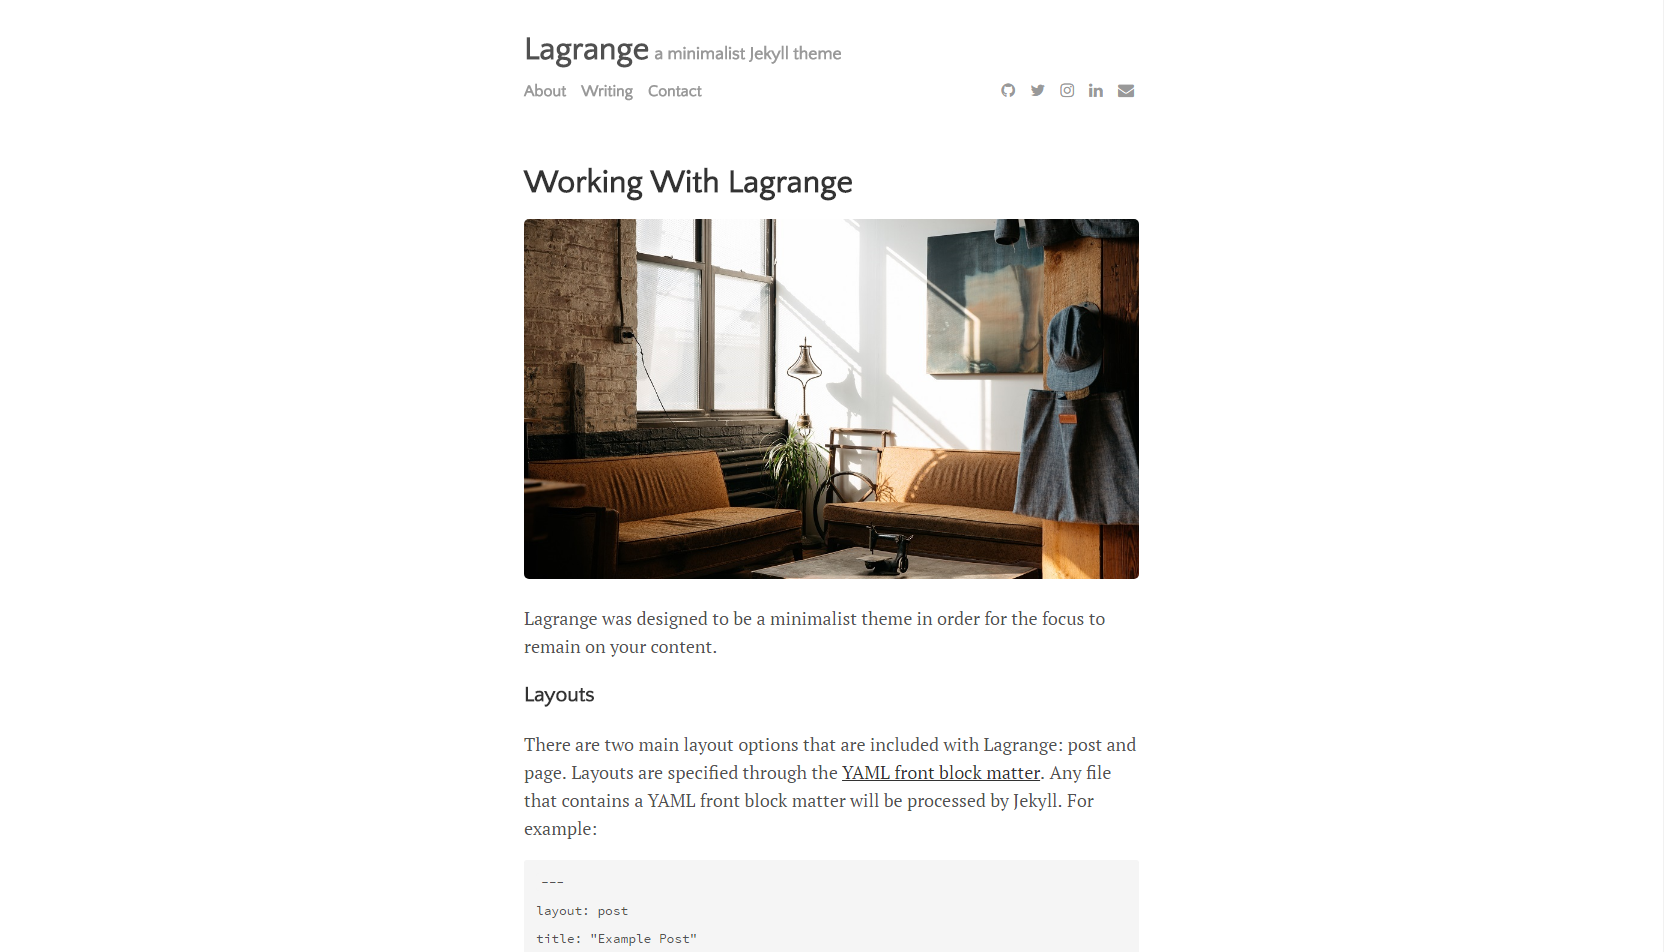 Lagrange a minimalist Jekyll theme
About Writing Contact
Working With Lagrange
Lagrange was designed to be a minimalist theme in order for the focus to
remain on your content.
Layouts
There are two main layout options that are included with Lagrange: post and
page. Layouts are specified through the YAML front block matter. Any file
that contains a YAML front block matter will be processed by Jekyll. For
example:
---
layout: post
title: "Example Post"